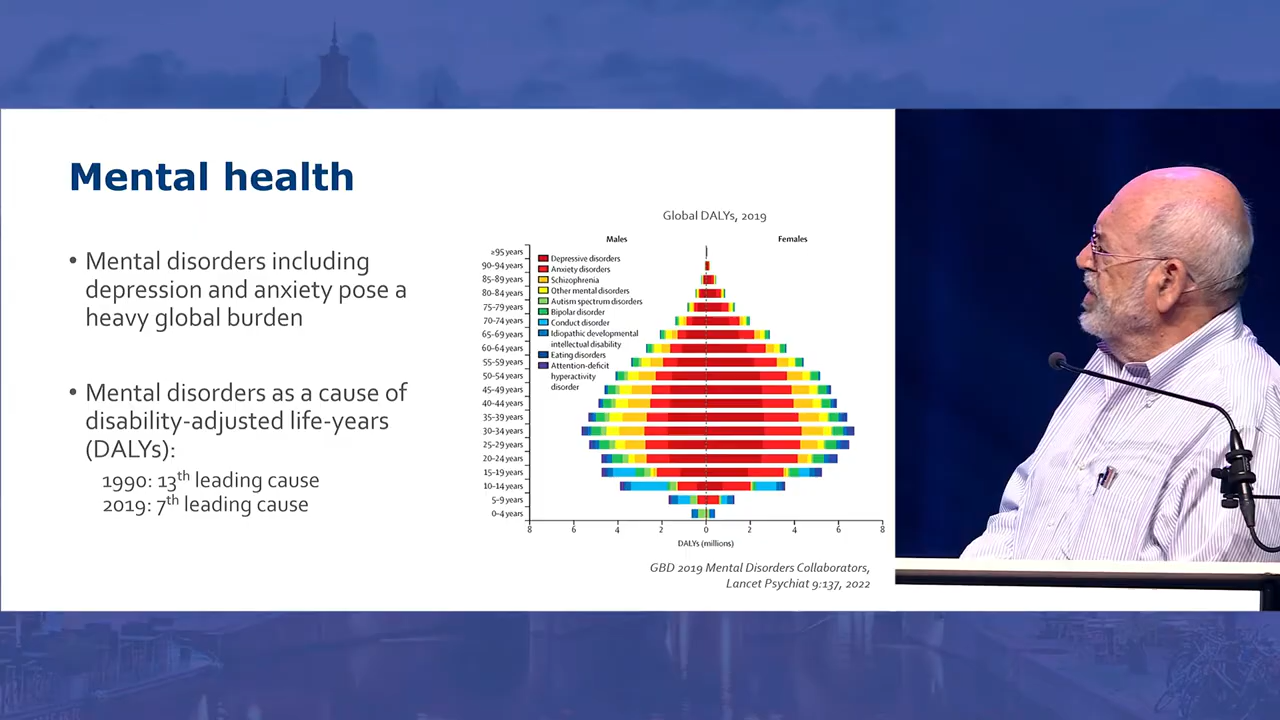 Mental health
• Mental disorders including
depression and anxiety pose a
heavy global burden
• Mental disorders as a cause of
disability-adjusted life-years
(DALYs):
1990: 13th leading cause
2019: 7th leading cause
Global DALYs, 2019
Males
Females
≥95 years
90–94 years
85–89 years
80–84 years
75–79 years
70–74 years
65–69 years
60–64 years
55–59 years
50–54 years
45–49 years
40–44 years
35–39 years
30–34 years
25–29 years
20–24 years
15–19 years
10–14 years
5–9 years
0–4 years
Depressive disorders
Anxiety disorders
Schizophrenia
Other mental disorders
Autism spectrum disorders
Bipolar disorder
Conduct disorder
Idiopathic developmental
intellectual disability
Eating disorders
Attention-deficit
hyperactivity
disorder
8 6 4 2 0 2 4 6 8
DALYs (millions)
GBD 2019 Mental Disorders Collaborators,
Lancet Psychiat 9:137, 2022